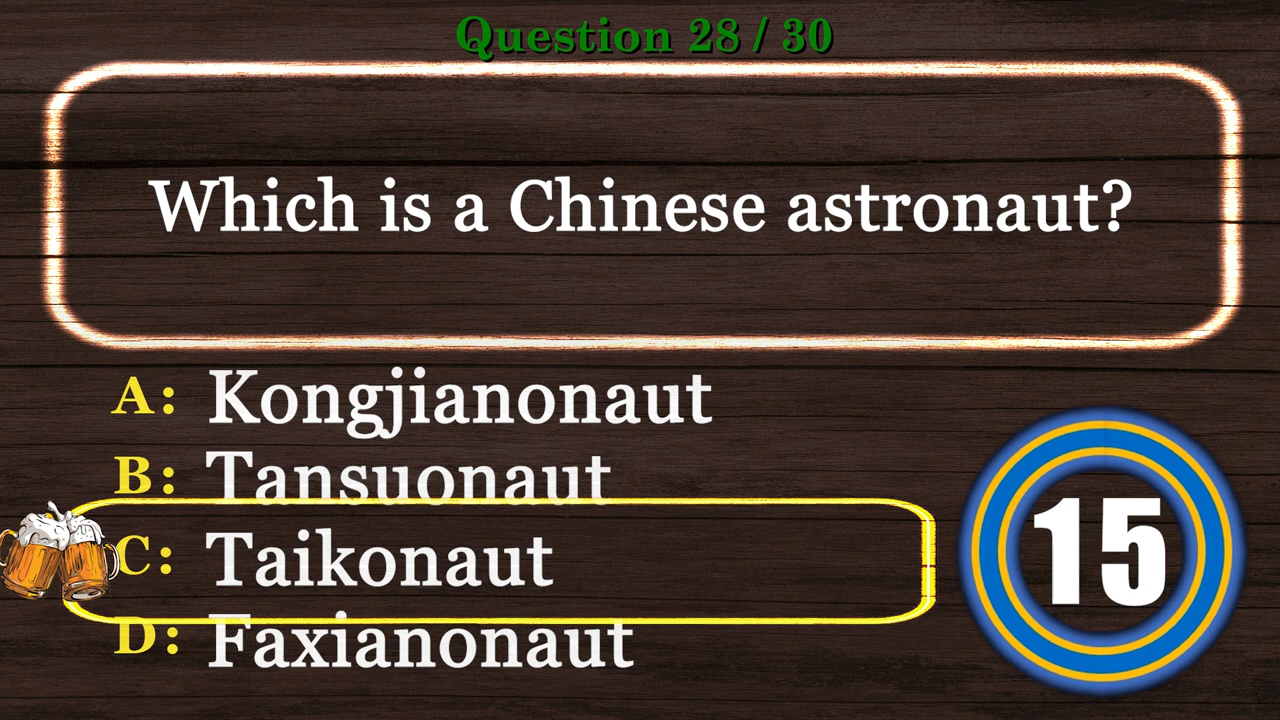 Question 28 / 30
Which is a Chinese astronaut?
A: Kongjianonaut
B: Tansuonaut
C: Taikonaut
D: Faxianonaut
15